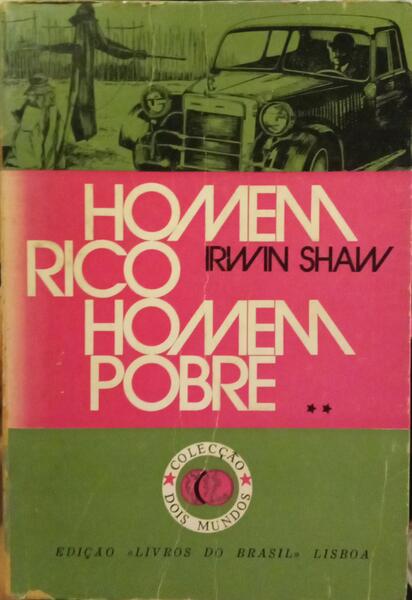 HOMEM
RICO IRWIN SHAW
HOMEM
POBRE **
COLECÇÃO
DOIS MUNDOS
EDIÇÃO «LIVROS DO BRASIL» LISBOA